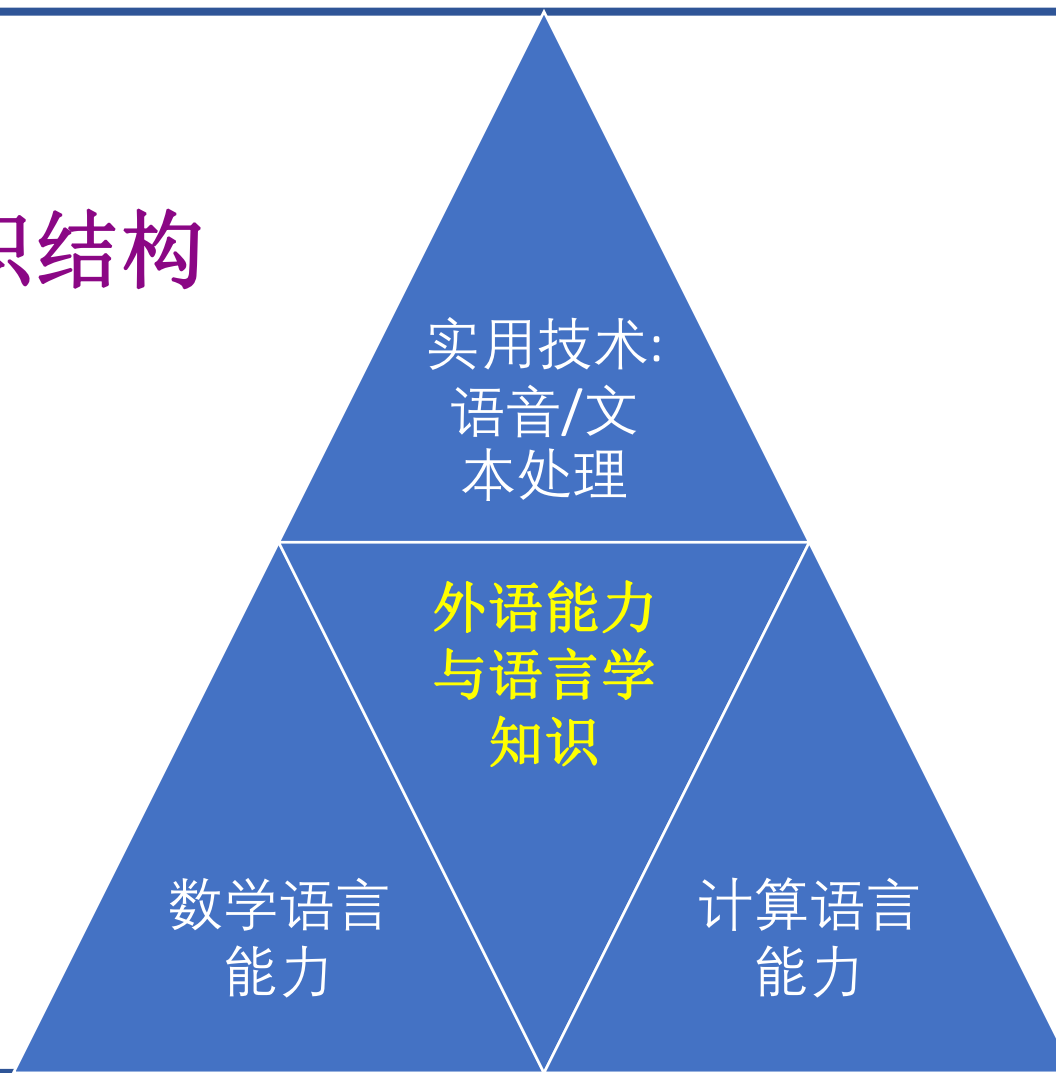 识结构
实用技术:
语音/文
本处理
外语能力
与语言学
知识
数学语言
能力
计算语言
能力